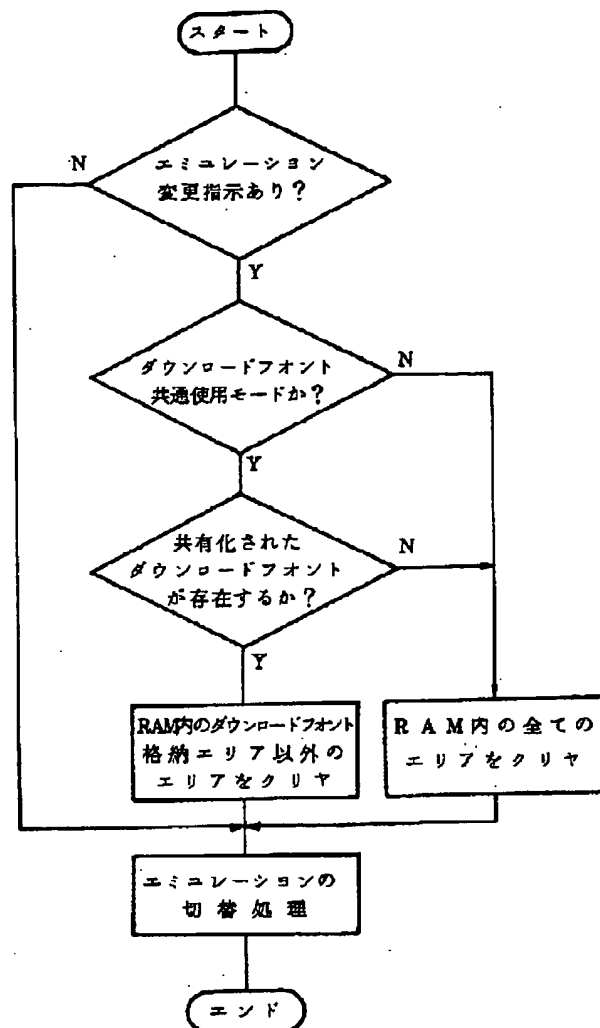 スタート
N
エミュレーション
変更指示あり?
Y
ダウンロードフォント
共通使用モードか?
N
Y
共有化された
ダウンロードフォント
が存在するか?
N
Y
RAM内のダウンロードフォント
格納エリア以外の
エリアをクリヤ
RAM内の全ての
エリアをクリヤ
エミュレーションの
切替処理
エンド